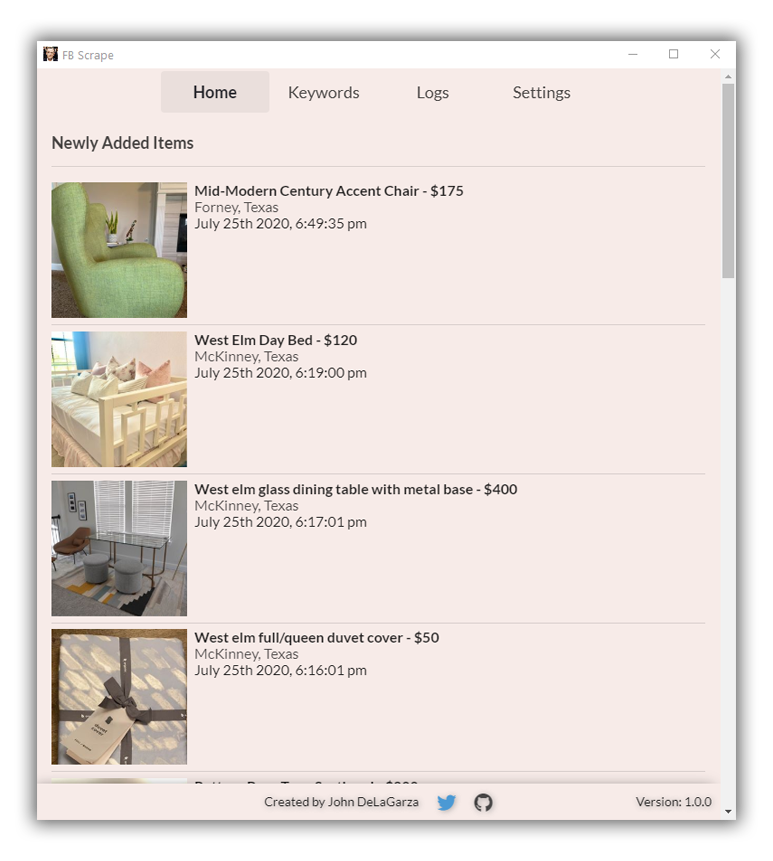 FB Scrape
Home Keywords Logs Settings
Newly Added Items
Mid-Modern Century Accent Chair - $175
Forney, Texas
July 25th 2020, 6:49:35 pm
West Elm Day Bed - $120
McKinney, Texas
July 25th 2020, 6:19:00 pm
West elm glass dining table with metal base - $400
McKinney, Texas
July 25th 2020, 6:17:01 pm
West elm full/queen duvet cover - $50
McKinney, Texas
July 25th 2020, 6:16:01 pm
duvet
cover
Created by John DeLaGarza
Version: 1.0.0